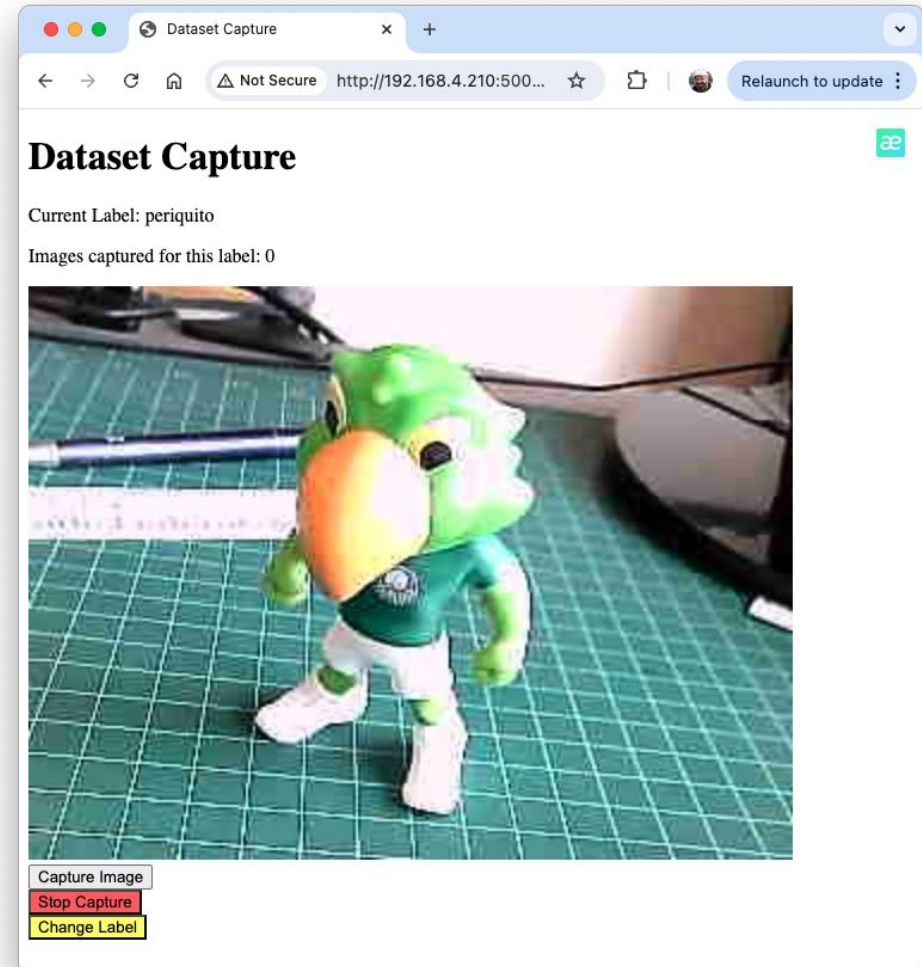 Dataset Capture
Not Secure http://192.168.4.210:500...
Relaunch to update
Dataset Capture
æ
Current Label: periquito
Images captured for this label: 0
Capture Image
Stop Capture
Change Label